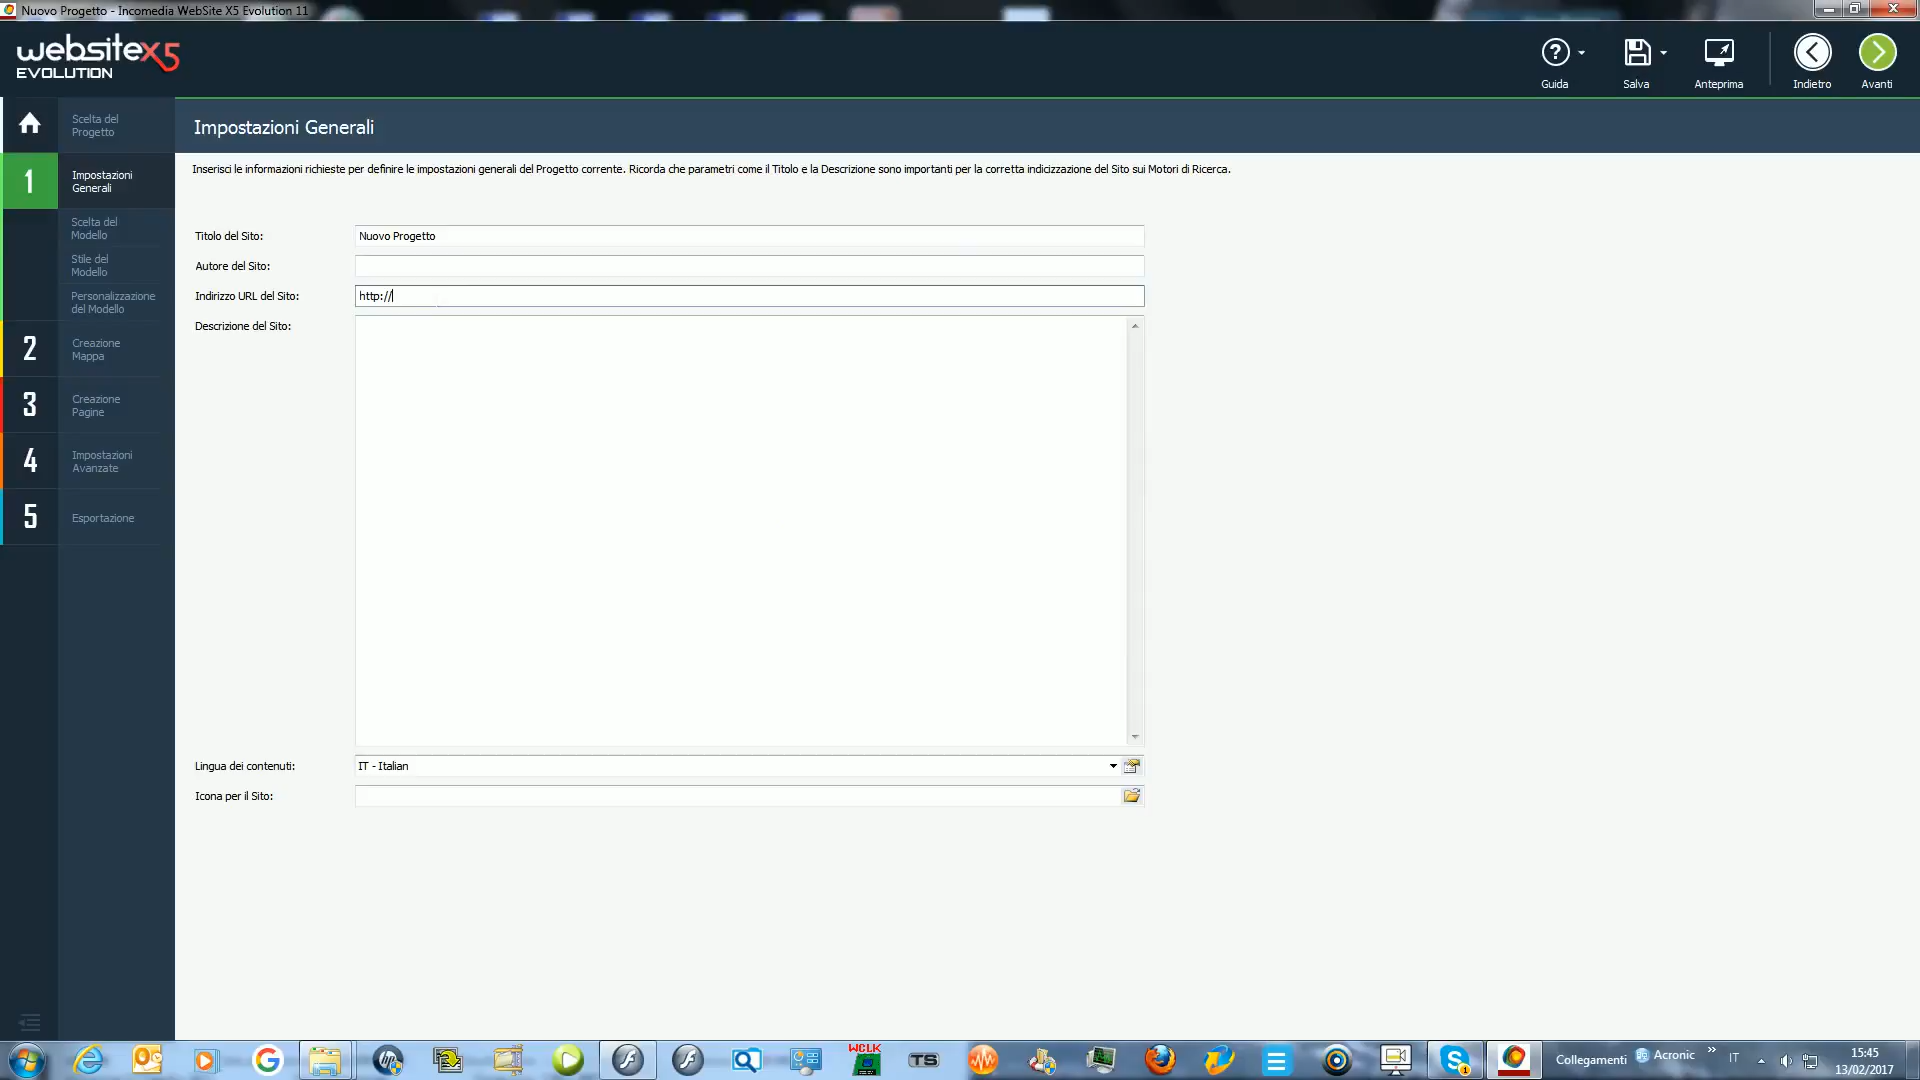 Nuovo Progetto - Incomedia WebSite X5 Evolution 11
websitex5
EVOLUTION
Guida
Salva
Anteprima
Indietro
Avanti
Scelta del
Progetto
Impostazioni Generali
1
Impostazioni
Generali
Inserisci le informazioni richieste per definire le impostazioni generali del Progetto corrente. Ricorda che parametri come il Titolo e la Descrizione sono importanti per la corretta indicizzazione del Sito sui Motori di Ricerca.
Scelta del
Modello
Stile del
Modello
Personalizzazione
del Modello
2
Creazione
Mappa
3
Creazione
Pagine
4
Impostazioni
Avanzate
5
Esportazione
Titolo del Sito: Nuovo Progetto
Autore del Sito:
Indirizzo URL del Sito: http://
Descrizione del Sito:
Lingua dei contenuti: IT - Italian
Icona per il Sito:
WCLK
TS
Collegamenti
Acronic
IT
15:45
13/02/2017